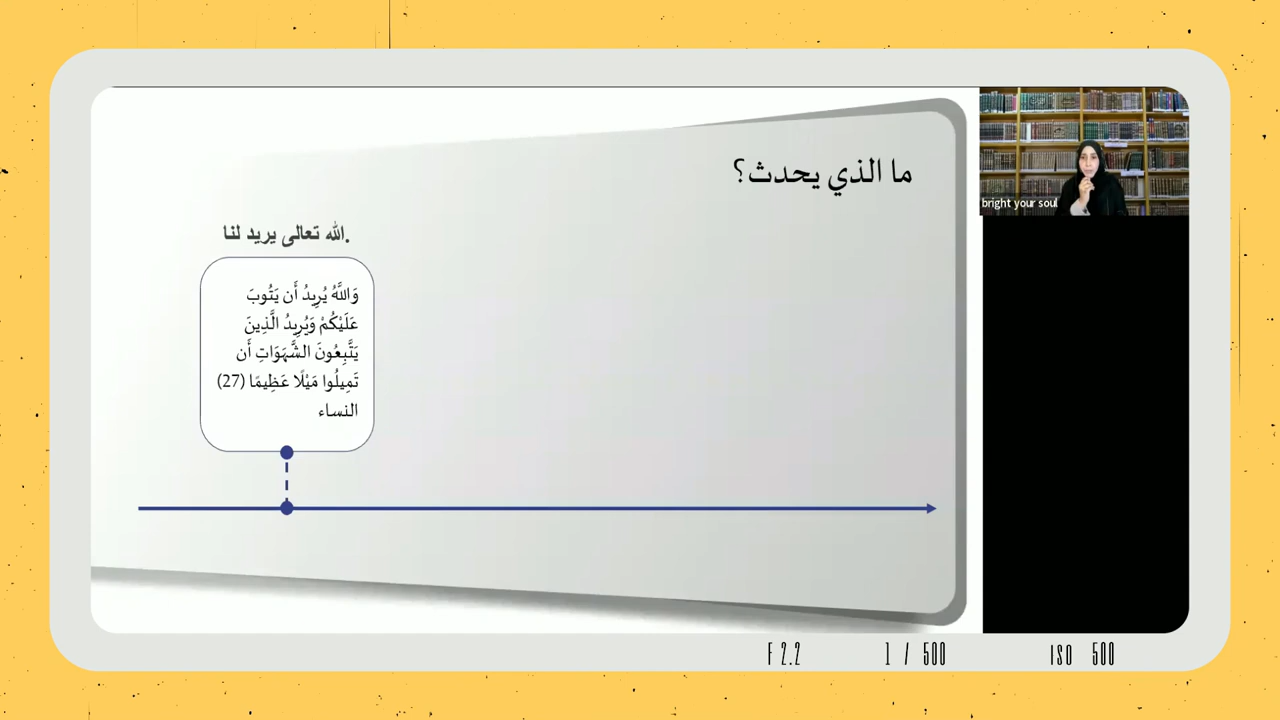 ما الذي يحدث؟
الله تعالى يريد لنا.
وَاللَّهُ يُرِيدُ أَن يَتُوبَ
عَلَيْكُمْ وَيُرِيدُ الَّذِينَ
يَتَّبِعُونَ الشَّهَوَاتِ أَن
تَمِيلُوا مَيْلًا عَظِيمًا (27)
النساء
bright your soul
F 2.2 1 / 500 ISO 500